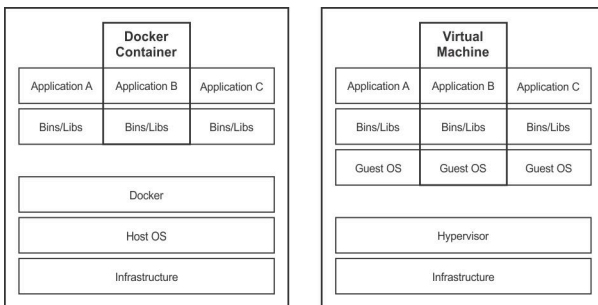 Docker
Container
Application A Application B Application C
Bins/Libs Bins/Libs Bins/Libs
Docker
Host OS
Infrastructure
Virtual
Machine
Application A Application B Application C
Bins/Libs Bins/Libs Bins/Libs
Guest OS Guest OS Guest OS
Hypervisor
Infrastructure